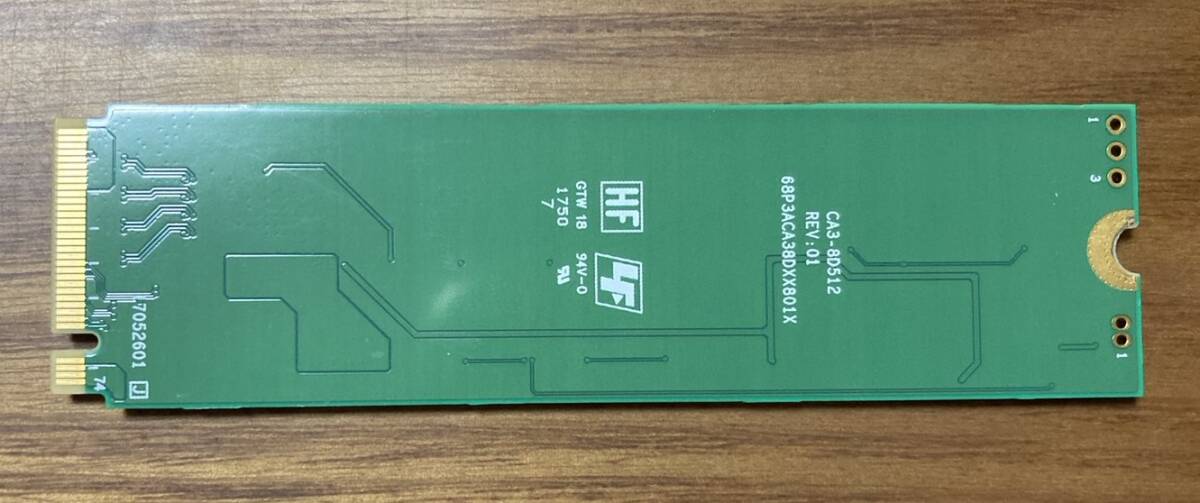 1
3
HF
GTW 18
1750
7
94V-0
CA3-8D512
REV:01
68P3ACA38DXX801X
7052601
J
74
1